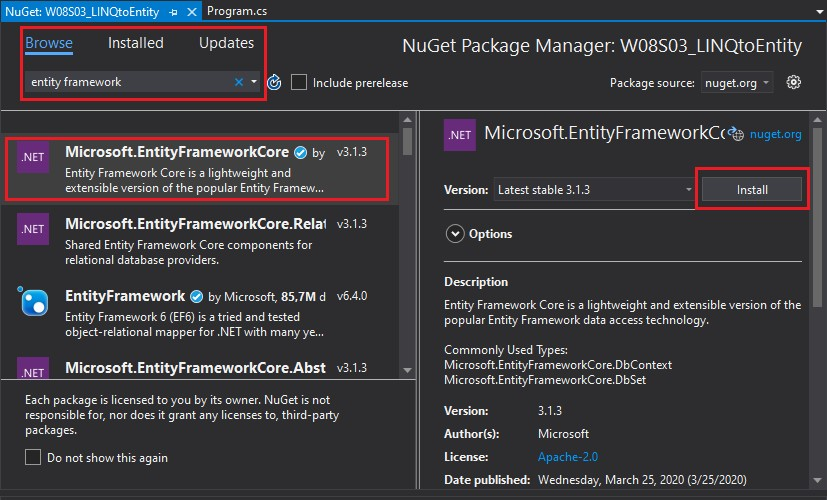 NuGet: W08S03_LINQtoEntity
Program.cs
Browse Installed Updates
NuGet Package Manager: W08S03_LINQtoEntity
entity framework
Include prerelease
Package source: nuget.org
.NET
Microsoft.EntityFrameworkCore by v3.1.3
Entity Framework Core is a lightweight and
extensible version of the popular Entity Framew...
.NET
Microsoft.EntityFrameworkCore.Relat v3.1.3
Shared Entity Framework Core components for
relational database providers.
EntityFramework by Microsoft, 85,7M d v6.4.0
Entity Framework 6 (EF6) is a tried and tested
object-relational mapper for .NET with many ye...
.NET
Microsoft.EntityFrameworkCore.Abst v3.1.3
Each package is licensed to you by its owner. NuGet is not
responsible for, nor does it grant any licenses to, third-party
packages.
Do not show this again
.NET
Microsoft.EntityFrameworkCo nuget.org
Version: Latest stable 3.1.3 Install
Options
Description
Entity Framework Core is a lightweight and extensible version of the
popular Entity Framework data access technology.
Commonly Used Types:
Microsoft.EntityFrameworkCore.DbContext
Microsoft.EntityFrameworkCore.DbSet
Version: 3.1.3
Author(s): Microsoft
License: Apache-2.0
Date published: Wednesday, March 25, 2020 (3/25/2020)